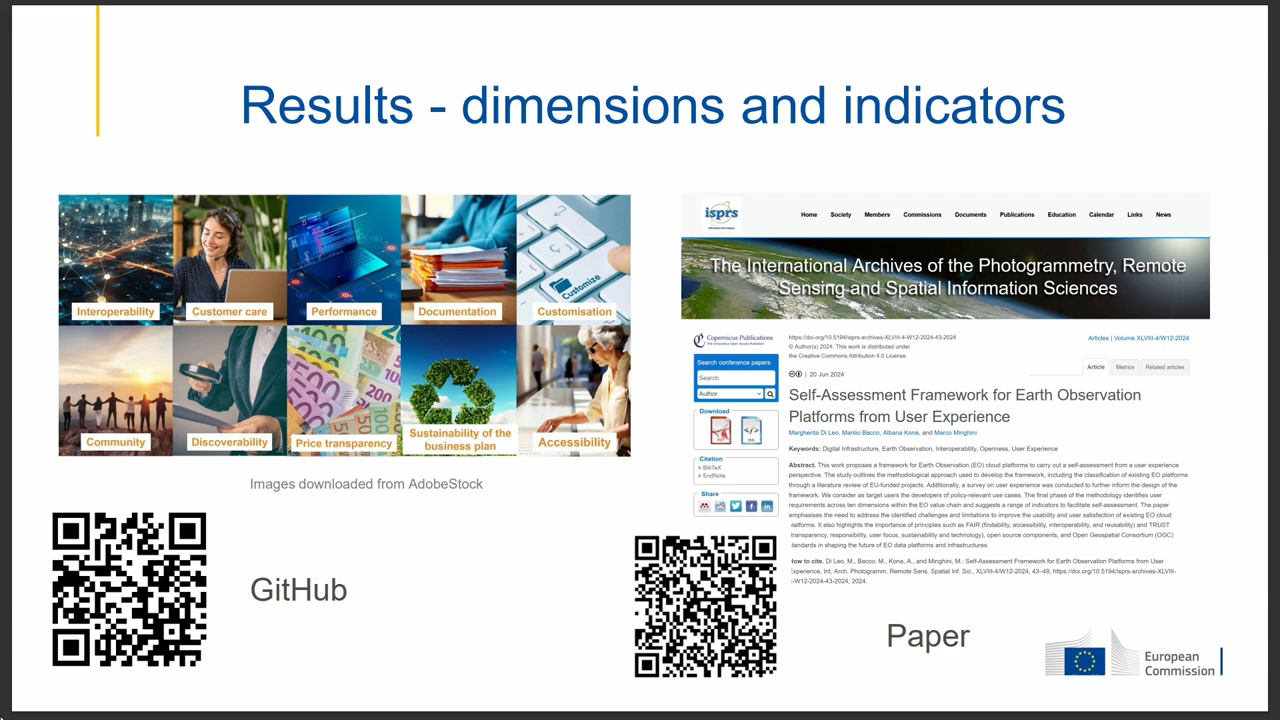 Results - dimensions and indicators
Interoperability
Customer care
Performance
Documentation
Customize
Customisation
Community
Discoverability
Price transparency
Sustainability of the
business plan
Accessibility
Images downloaded from AdobeStock
GitHub
isprs
Home Society Members Commissions Documents Publications Education Calendar Links News
The International Archives of the Photogrammetry, Remote
Sensing and Spatial Information Sciences
Copernicus Publications
The Innovative Open Access Publisher
Search conference papers
Search
Author
Download
Citation
BibTeX
EndNote
Share
https://doi.org/10.5194/isprs-archives-XLVIII-4-W12-2024-43-2024
© Author(s) 2024. This work is distributed under
the Creative Commons Attribution 4.0 License.
Articles | Volume XLVIII-4/W12-2024
Article Metrics Related articles
| 20 Jun 2024
Self-Assessment Framework for Earth Observation
Platforms from User Experience
Margherita Di Leo, Manlio Bacco, Albana Kona, and Marco Minghini
Keywords: Digital Infrastructure, Earth Observation, Interoperability, Openness, User Experience
Abstract. This work proposes a framework for Earth Observation (EO) cloud platforms to carry out a self-assessment from a user experience
perspective. The study outlines the methodological approach used to develop the framework, including the classification of existing EO platforms
through a literature review of EU-funded projects. Additionally, a survey on user experience was conducted to further inform the design of the
framework. We consider as target users the developers of policy-relevant use cases. The final phase of the methodology identifies user
requirements across ten dimensions within the EO value chain and suggests a range of indicators to facilitate self-assessment. The paper
emphasises the need to address the identified challenges and limitations to improve the usability and user satisfaction of existing EO cloud
latforms. It also highlights the importance of principles such as FAIR (findability, accessibility, interoperability, and reusability) and TRUST
transparency, responsibility, user focus, sustainability and technology), open source components, and Open Geospatial Consortium (OGC)
tandards in shaping the future of EO data platforms and infrastructures.
How to cite. Di Leo, M., Bacco, M., Kona, A., and Minghini, M.: Self-Assessment Framework for Earth Observation Platforms from User
xperience, Int. Arch. Photogramm. Remote Sens. Spatial Inf. Sci., XLVIII-4/W12-2024, 43–49, https://doi.org/10.5194/isprs-archives-XLVIII-
-W12-2024-43-2024, 2024.
Paper
European
Commission